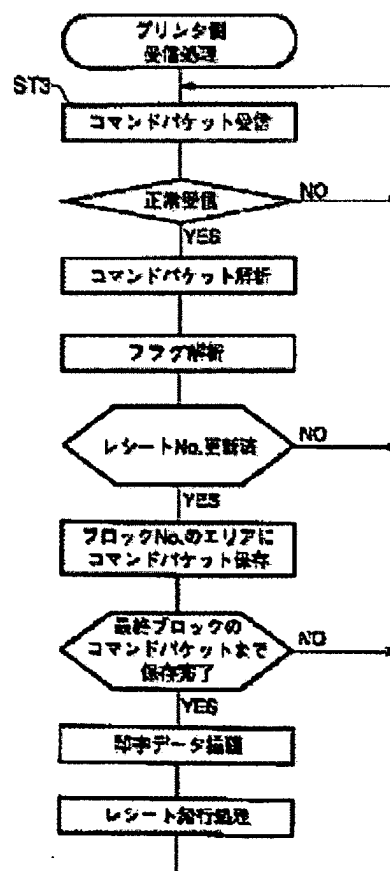 プリンタ側
受信処理
ST3
コマンドパケット受信
正常受信
NO
YES
コマンドパケット解析
フラグ解析
レシートNo.更新済
NO
YES
ブロックNo.のエリアに
コマンドパケット保存
最終ブロックの
コマンドパケットまで
保存完了
NO
YES
印字データ描画
レシート発行処理